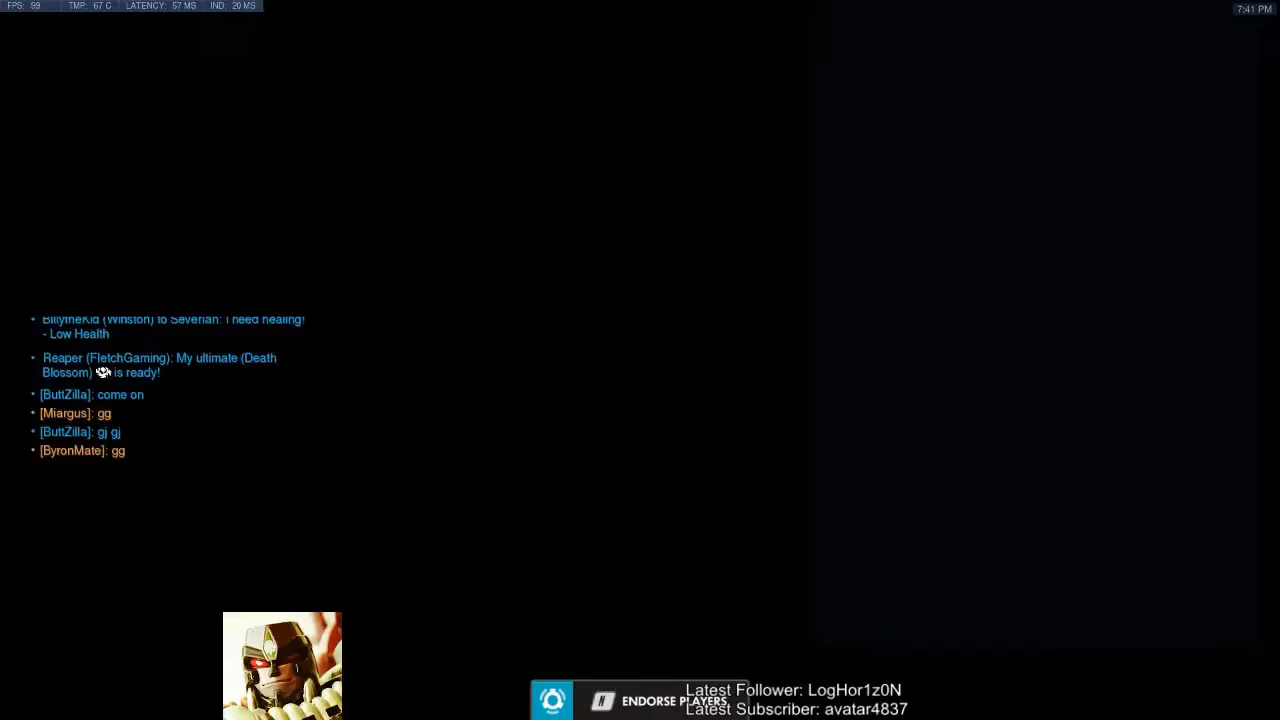 FPS: 99 TMP: 67 C LATENCY: 57 MS IND: 20 MS
7:41 PM
BillytheKid (Winston) to Severian: I need healing!
- Low Health
Reaper (FletchGaming): My ultimate (Death
Blossom) is ready!
[ButtZilla]: come on
[Miargus]: gg
[ButtZilla]: gj gj
[ByronMate]: gg
ENDORSE PLAYERS
Latest Follower: LogHor1z0N
Latest Subscriber: avatar4837